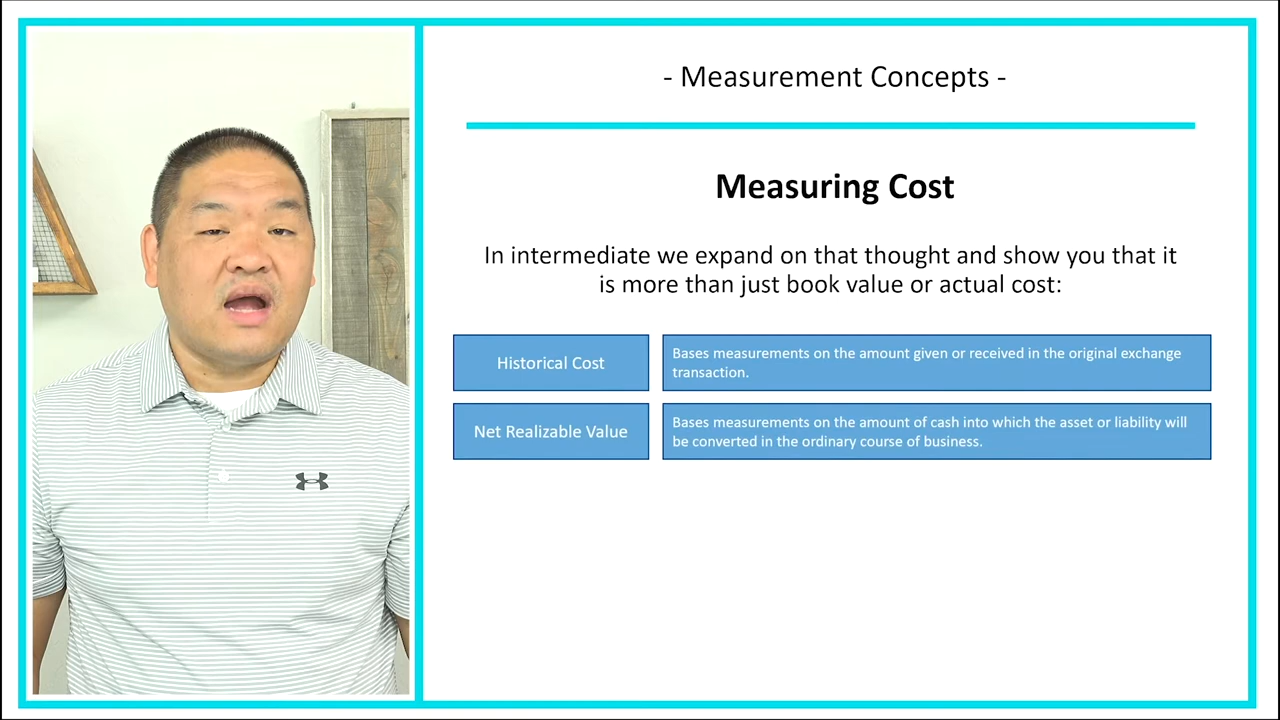 - Measurement Concepts -
Measuring Cost
In intermediate we expand on that thought and show you that it
is more than just book value or actual cost:
Historical Cost
Bases measurements on the amount given or received in the original exchange
transaction.
Net Realizable Value
Bases measurements on the amount of cash into which the asset or liability will
be converted in the ordinary course of business.